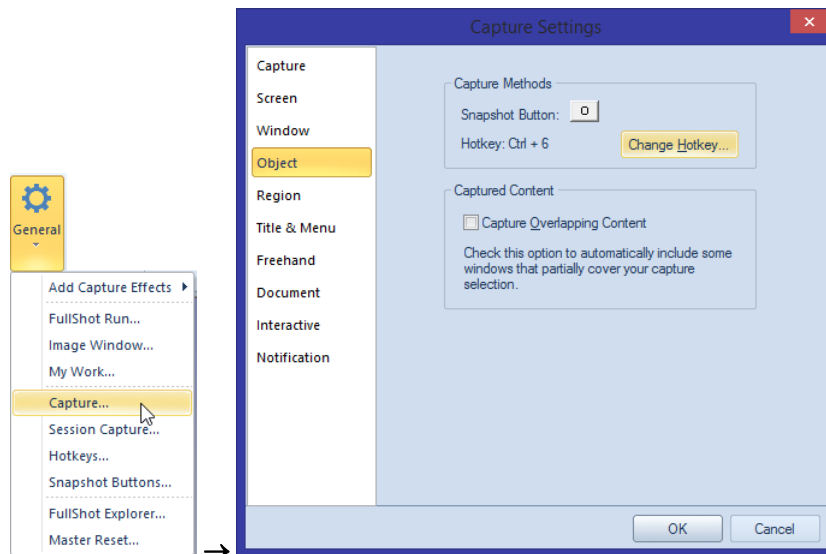 General
Add Capture Effects
FullShot Run...
Image Window...
My Work...
Capture...
Session Capture...
Hotkeys...
Snapshot Buttons...
FullShot Explorer...
Master Reset...
→
Capture Settings
Capture
Screen
Window
Object
Region
Title & Menu
Freehand
Document
Interactive
Notification
Capture Methods
Snapshot Button: O
Hotkey: Ctrl + 6 Change Hotkey...
Captured Content
Capture Overlapping Content
Check this option to automatically include some
windows that partially cover your capture
selection.
OK Cancel